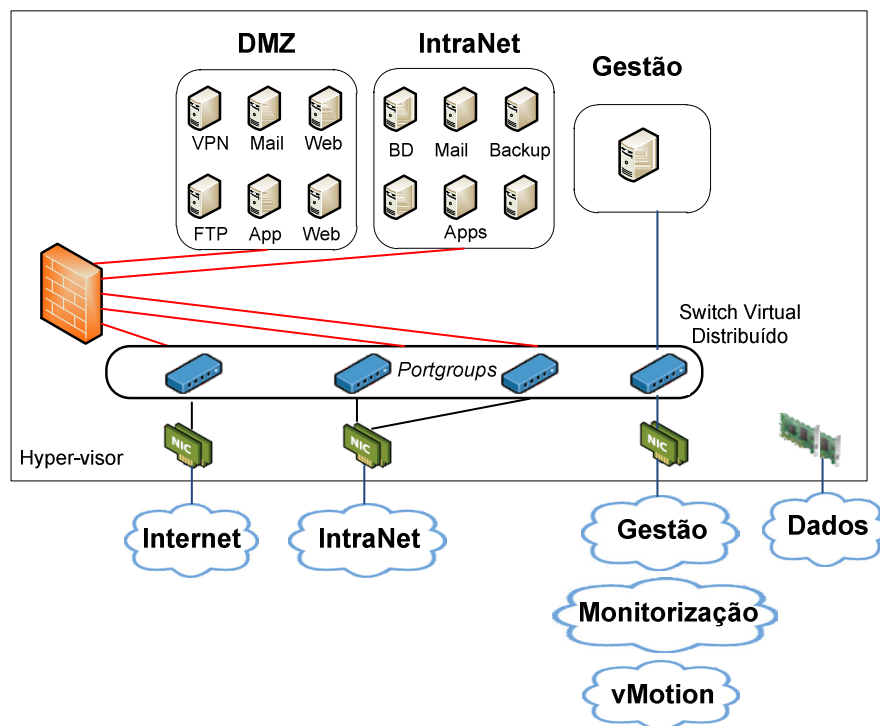 DMZ
IntraNet
Gestão
VPN
Mail
Web
BD
Mail
Backup
FTP
App
Web
Apps
Switch Virtual
Distribuído
Portgroups
NIC
NIC
NIC
Hyper-visor
Internet
IntraNet
Gestão
Dados
Monitorização
vMotion